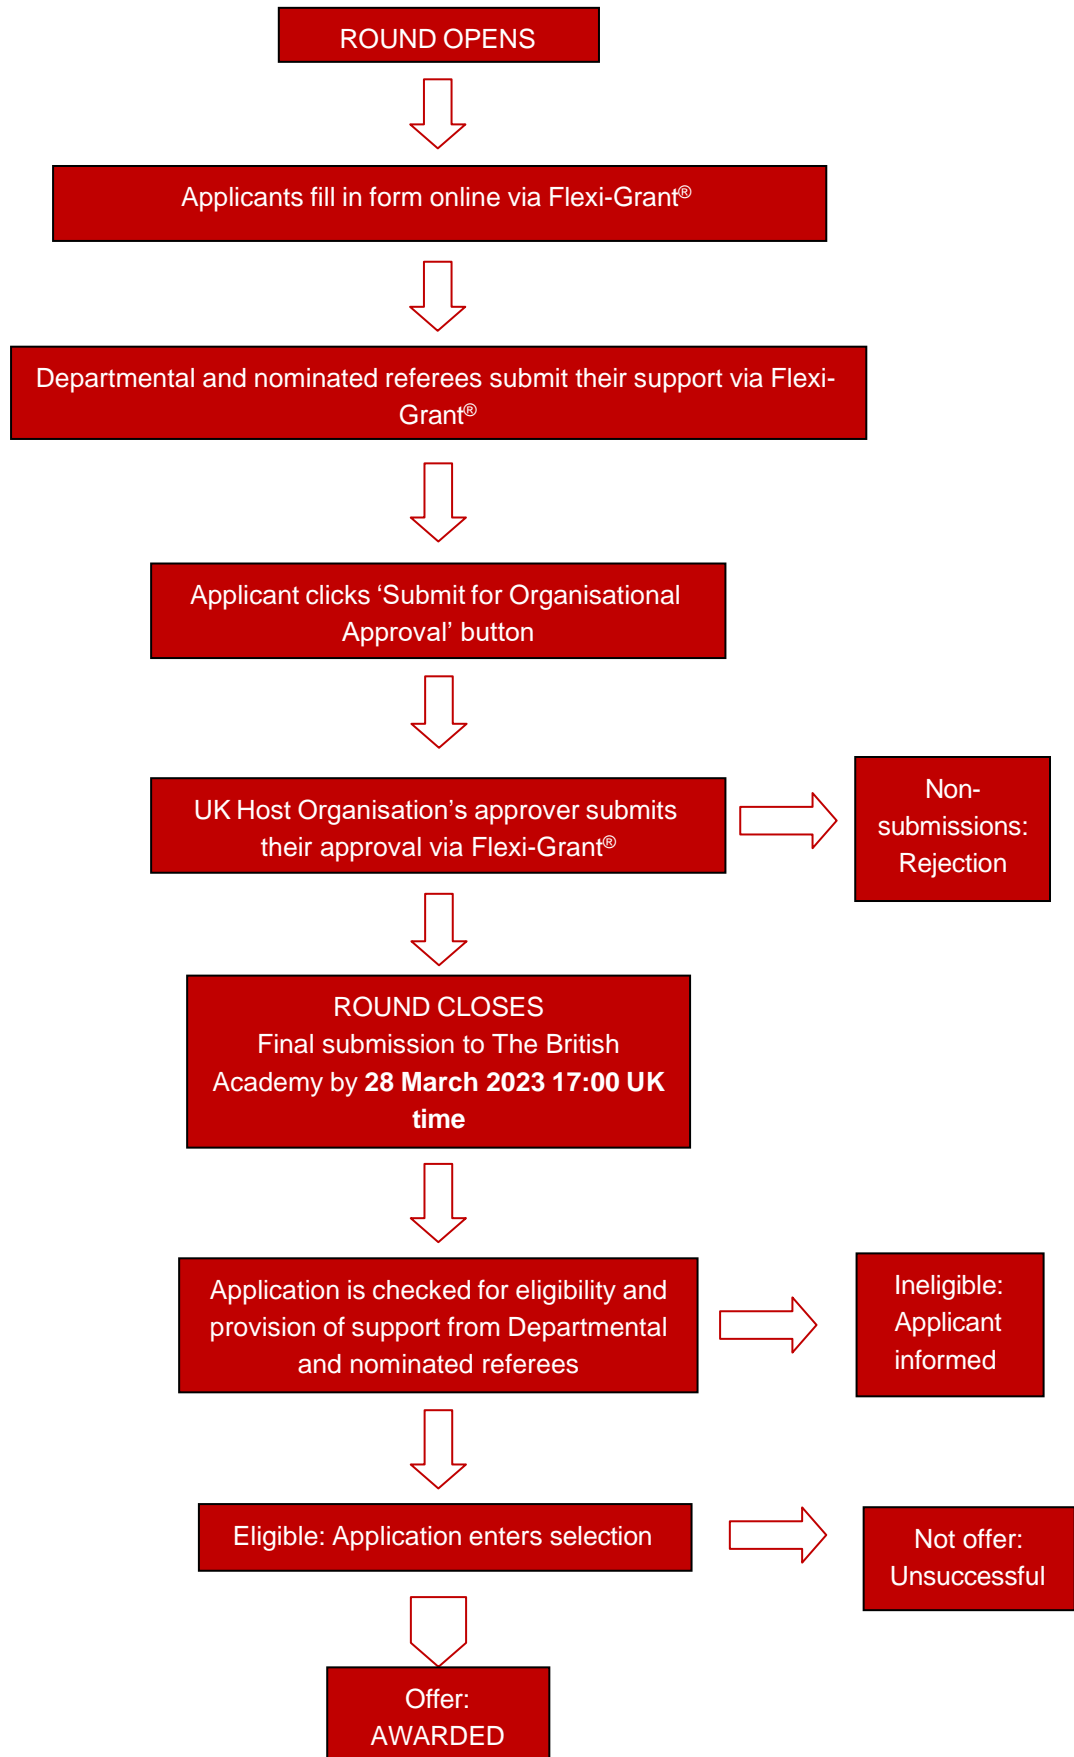 ROUND OPENS
Applicants fill in form online via Flexi-Grant®
Departmental and nominated referees submit their support via Flexi-
Grant®
Applicant clicks ‘Submit for Organisational
Approval’ button
UK Host Organisation’s approver submits
their approval via Flexi-Grant®
Non-
submissions:
Rejection
ROUND CLOSES
Final submission to The British
Academy by 28 March 2023 17:00 UK
time
Application is checked for eligibility and
provision of support from Departmental
and nominated referees
Ineligible:
Applicant
informed
Eligible: Application enters selection
Not offer:
Unsuccessful
Offer:
AWARDED